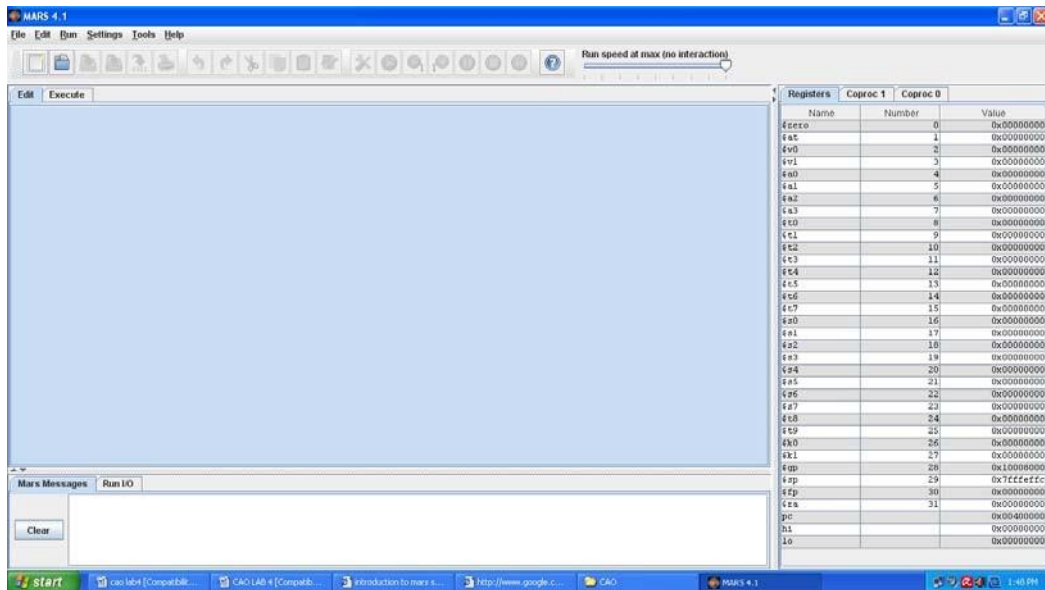 MARS 4.1
File Edit Run Settings Tools Help
Run speed at max (no interaction)
Edit Execute
Registers Coproc 1 Coproc 0
Name Number Value
$zero 0 0x00000000
$at 1 0x00000000
$v0 2 0x00000000
$v1 3 0x00000000
$a0 4 0x00000000
$a1 5 0x00000000
$a2 6 0x00000000
$a3 7 0x00000000
$t0 8 0x00000000
$t1 9 0x00000000
$t2 10 0x00000000
$t3 11 0x00000000
$t4 12 0x00000000
$t5 13 0x00000000
$t6 14 0x00000000
$t7 15 0x00000000
$s0 16 0x00000000
$s1 17 0x00000000
$s2 18 0x00000000
$s3 19 0x00000000
$s4 20 0x00000000
$s5 21 0x00000000
$s6 22 0x00000000
$s7 23 0x00000000
$t8 24 0x00000000
$t9 25 0x00000000
$k0 26 0x00000000
$k1 27 0x00000000
$gp 28 0x10008000
$sp 29 0x7fffeffc
$fp 30 0x00000000
$ra 31 0x00000000
pc 0x00400000
hi 0x00000000
lo 0x00000000
Mars Messages Run I/O
Clear
start cao lab4 [Compatibilit... CAO LAB 4 [Compatib... introduction to mars s... http://www.google.c... CAO MARS 4.1 1:48 PM